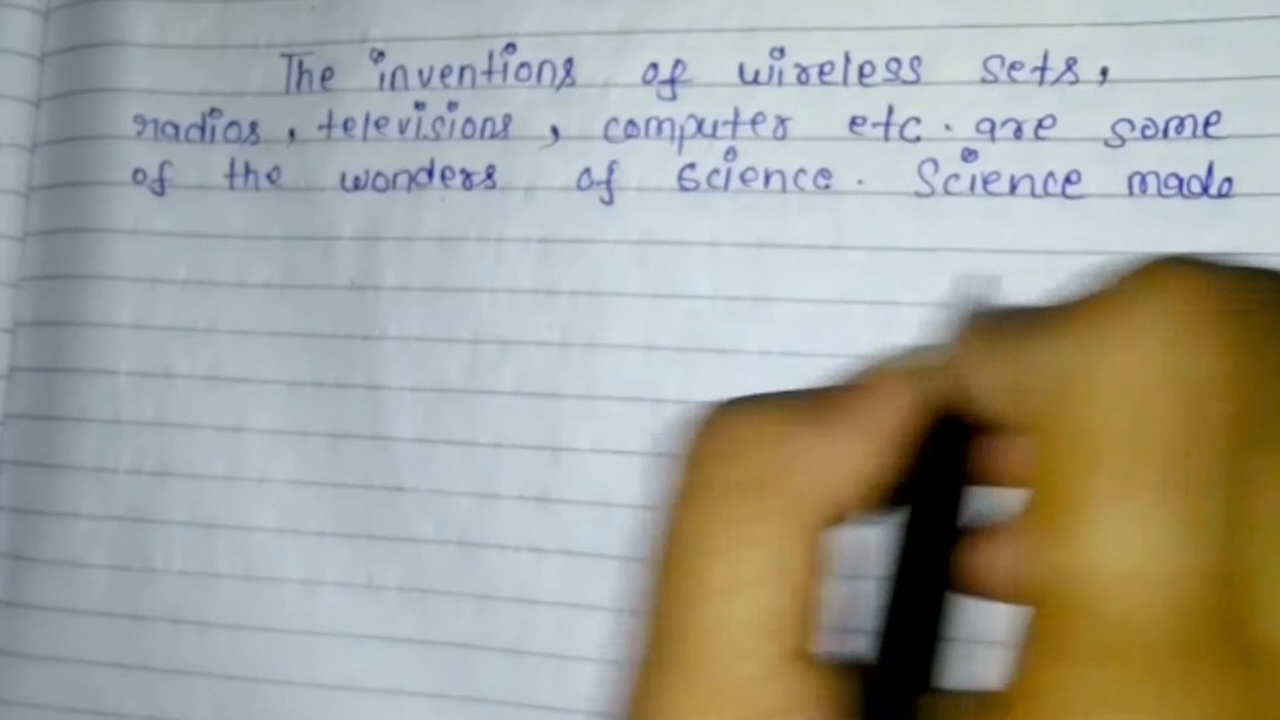 The inventions of wireless sets,
radios, televisions, computer etc. are some
of the wonders of science. Science made